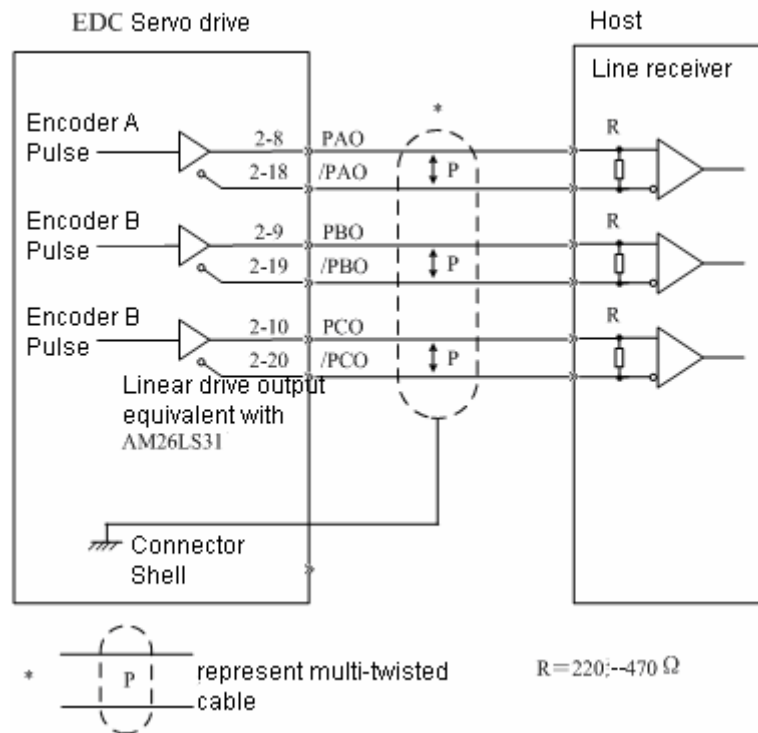 EDC Servo drive
Host
Line receiver
*
Encoder A
Pulse
2-8 PAO
2-18 /PAO
P
R
Encoder B
Pulse
2-9 PBO
2-19 /PBO
P
R
Encoder B
Pulse
2-10 PCO
2-20 /PCO
P
R
Linear drive output
equivalent with
AM26LS31
Connector
Shell
* P represent multi-twisted
cable
R=220;--470 Ω